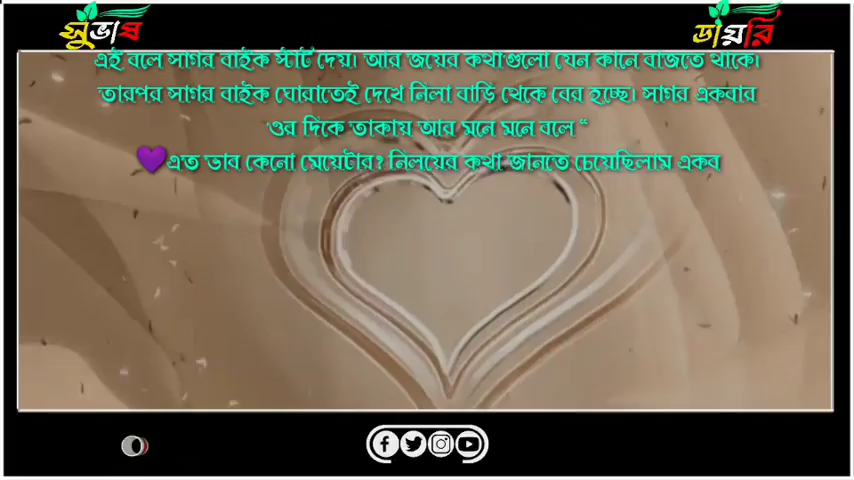 সুভাষ
ডায়রি
এই বলে সাগর বাইক স্টার্ট দেয়। আর জয়ের কথাগুলো যেন কানে বাজতে থাকে।
তারপর সাগর বাইক ঘোরাতেই দেখে নিলা বাড়ি থেকে বের হচ্ছে। সাগর একবার
ওর দিকে তাকায় আর মনে মনে বলে “
💜এত ভাব কেনো মেয়েটার? নিলয়ের কথা জানতে চেয়েছিলাম একব